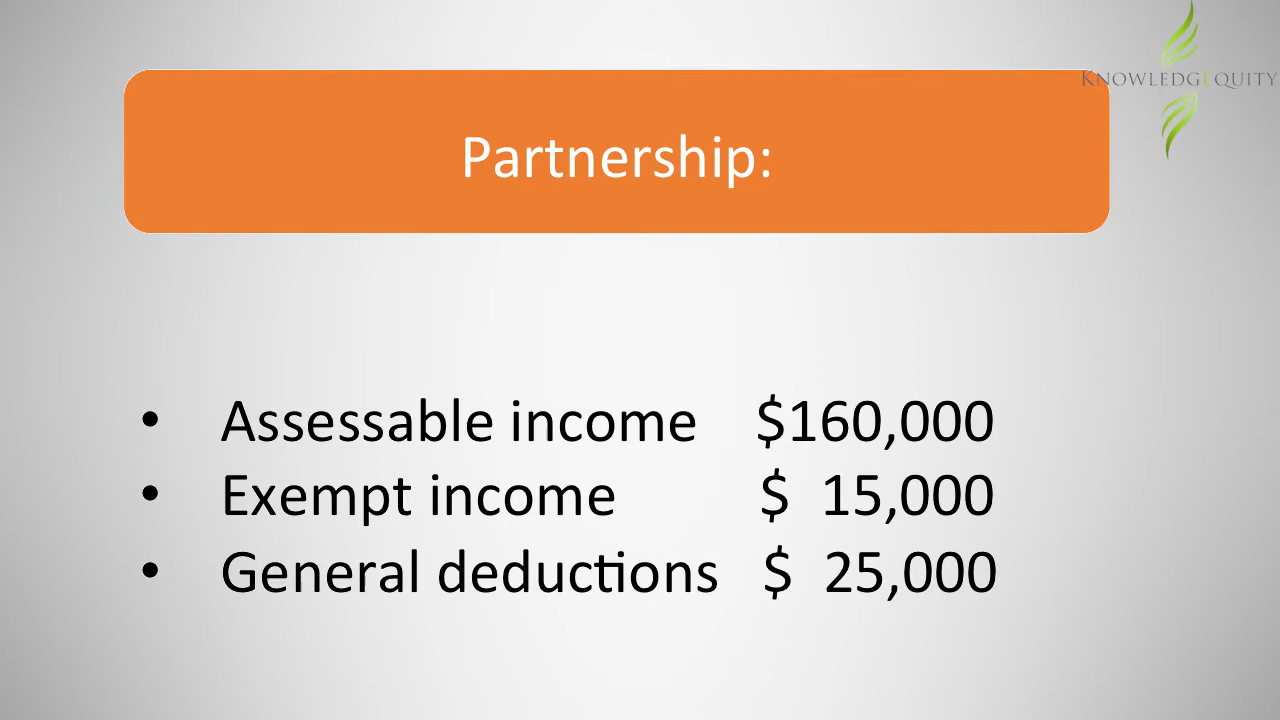 KNOWLEDGEQUITY
Partnership:
• Assessable income $160,000
• Exempt income $ 15,000
• General deductions $ 25,000